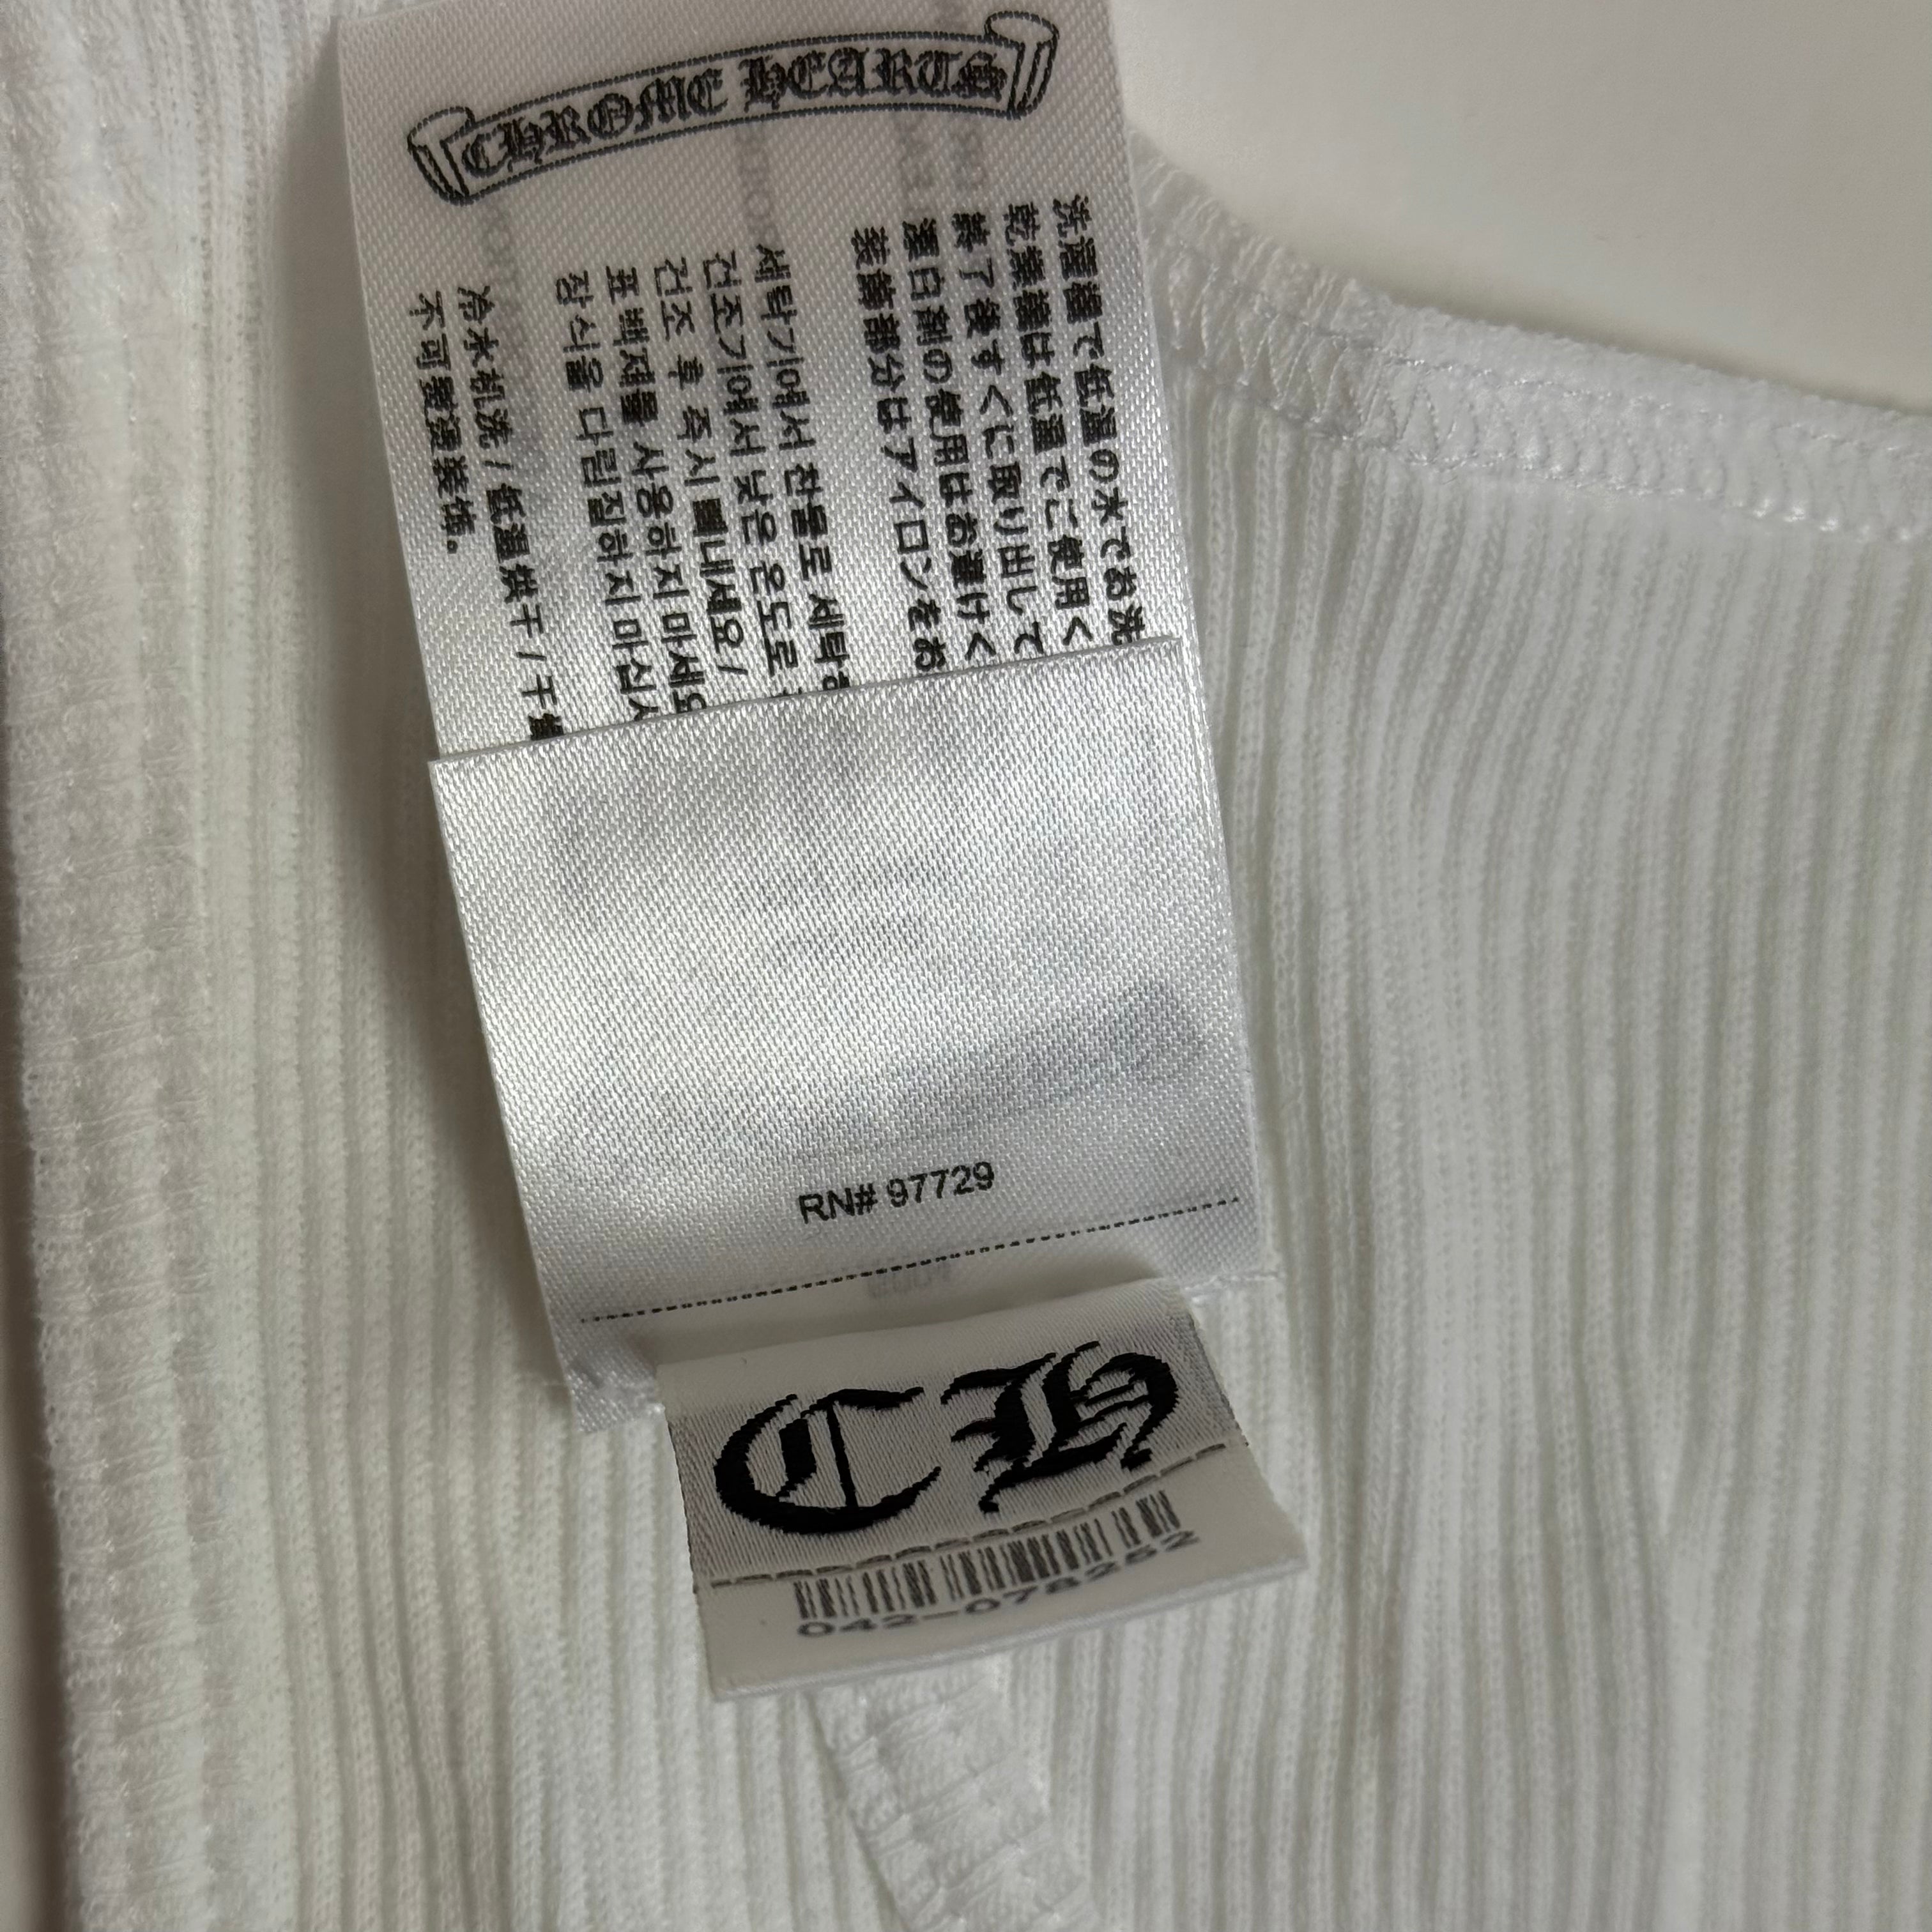 CHROME HEARTS
洗濯機で低温の水でお洗
乾燥機は低温でご使用く
終了後すぐに取り出して
漂白剤の使用はお避けく
装飾部分はアイロンをお
세탁기에서 찬물로 세탁하
건조기에서 낮은 온도로
건조 후 즉시 빼내세요 /
표백제를 사용하지 마세요
장식을 다림질하지 마십시
冷水机洗 / 低温烘干 / 干燥
不可熨烫装饰。
RN# 97729
CH
042-078252